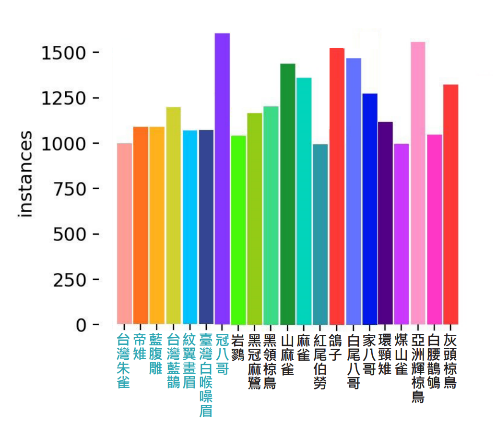 instances
1500
1250
1000
750
500
250
0
台灣朱雀
帝雉
藍腹鷴
台灣藍鵲
紋翼畫眉
臺灣白喉噪眉
冠八哥
岩鷚
黑冠麻鷺
黑領椋鳥
山麻雀
麻雀
紅尾伯勞
鴿子
白尾八哥
家八哥
環頸雉
煤山雀
亞洲輝椋鳥
白腰鵲鴝
灰頭椋鳥